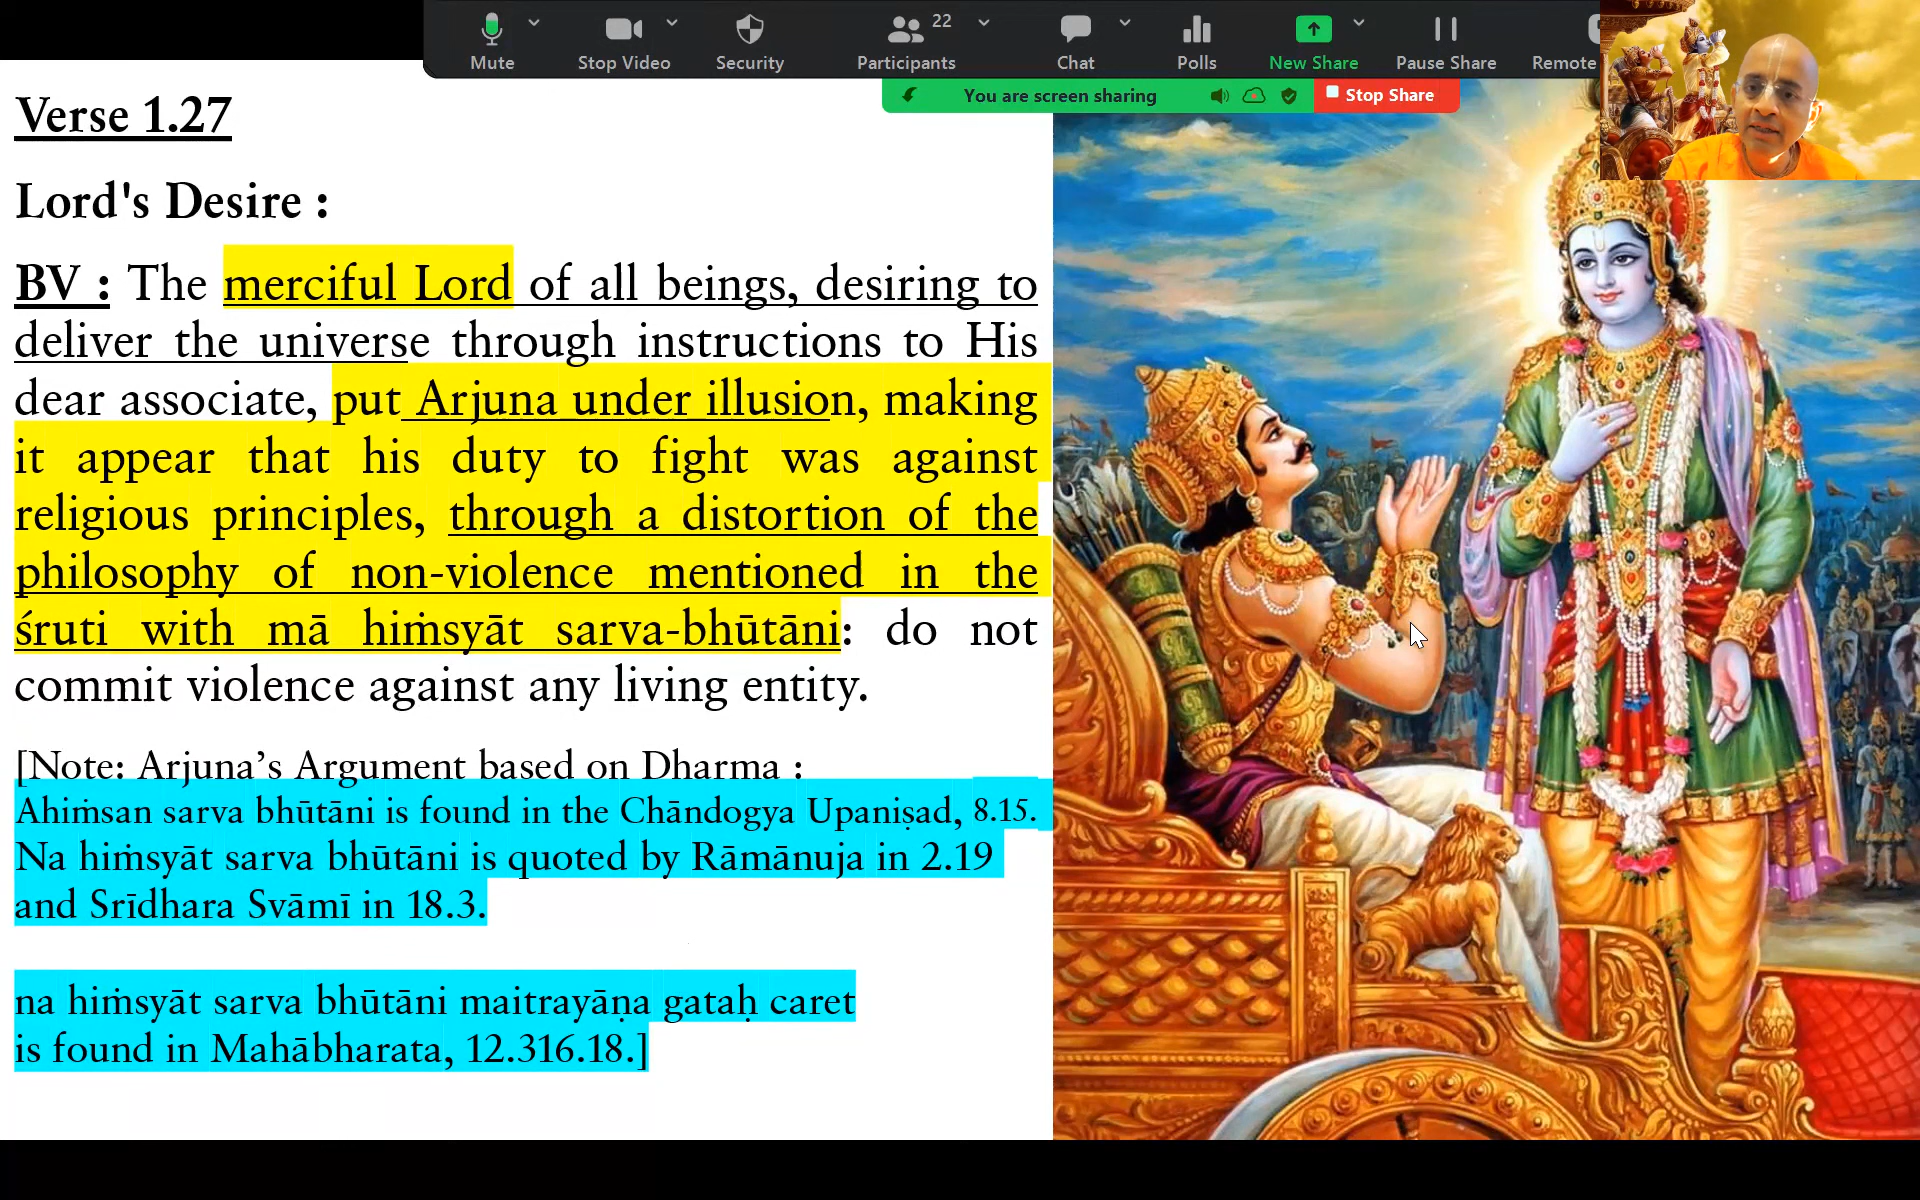 Mute
Stop Video
Security
22
Participants
Chat
Polls
New Share
Pause Share
Remote
You are screen sharing
Stop Share
Verse 1.27
Lord's Desire :
BV : The merciful Lord of all beings, desiring to
deliver the universe through instructions to His
dear associate, put Arjuna under illusion, making
it appear that his duty to fight was against
religious principles, through a distortion of the
philosophy of non-violence mentioned in the
śruti with mā hiṁsyāt sarva-bhūtāni: do not
commit violence against any living entity.
[Note: Arjuna’s Argument based on Dharma :
Ahiṁsan sarva bhūtāni is found in the Chāndogya Upaniṣad, 8.15.
Na hiṁsyāt sarva bhūtāni is quoted by Rāmānuja in 2.19
and Srīdhara Svāmī in 18.3.
na hiṁsyāt sarva bhūtāni maitrayāṇa gataḥ caret
is found in Mahābharata, 12.316.18.]